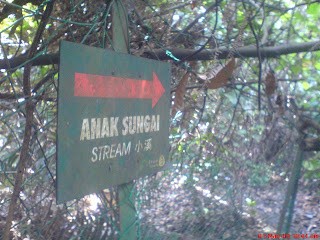 ANAK SUNGAI
STREAM 小溪